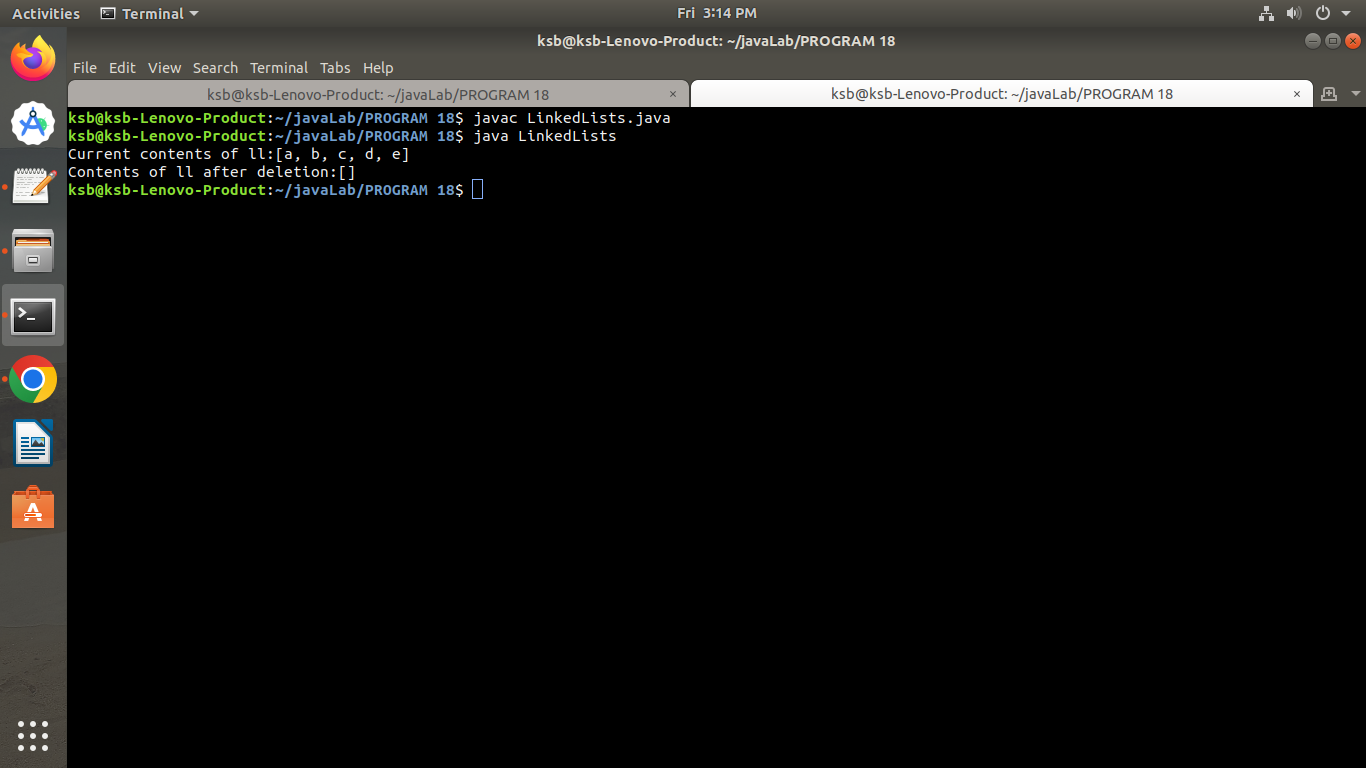 Activities Terminal Fri 3:14 PM
ksb@ksb-Lenovo-Product: ~/javaLab/PROGRAM 18
File Edit View Search Terminal Tabs Help
ksb@ksb-Lenovo-Product: ~/javaLab/PROGRAM 18 × ksb@ksb-Lenovo-Product: ~/javaLab/PROGRAM 18 ×
ksb@ksb-Lenovo-Product:~/javaLab/PROGRAM 18$ javac LinkedLists.java
ksb@ksb-Lenovo-Product:~/javaLab/PROGRAM 18$ java LinkedLists
Current contents of ll:[a, b, c, d, e]
Contents of ll after deletion:[]
ksb@ksb-Lenovo-Product:~/javaLab/PROGRAM 18$